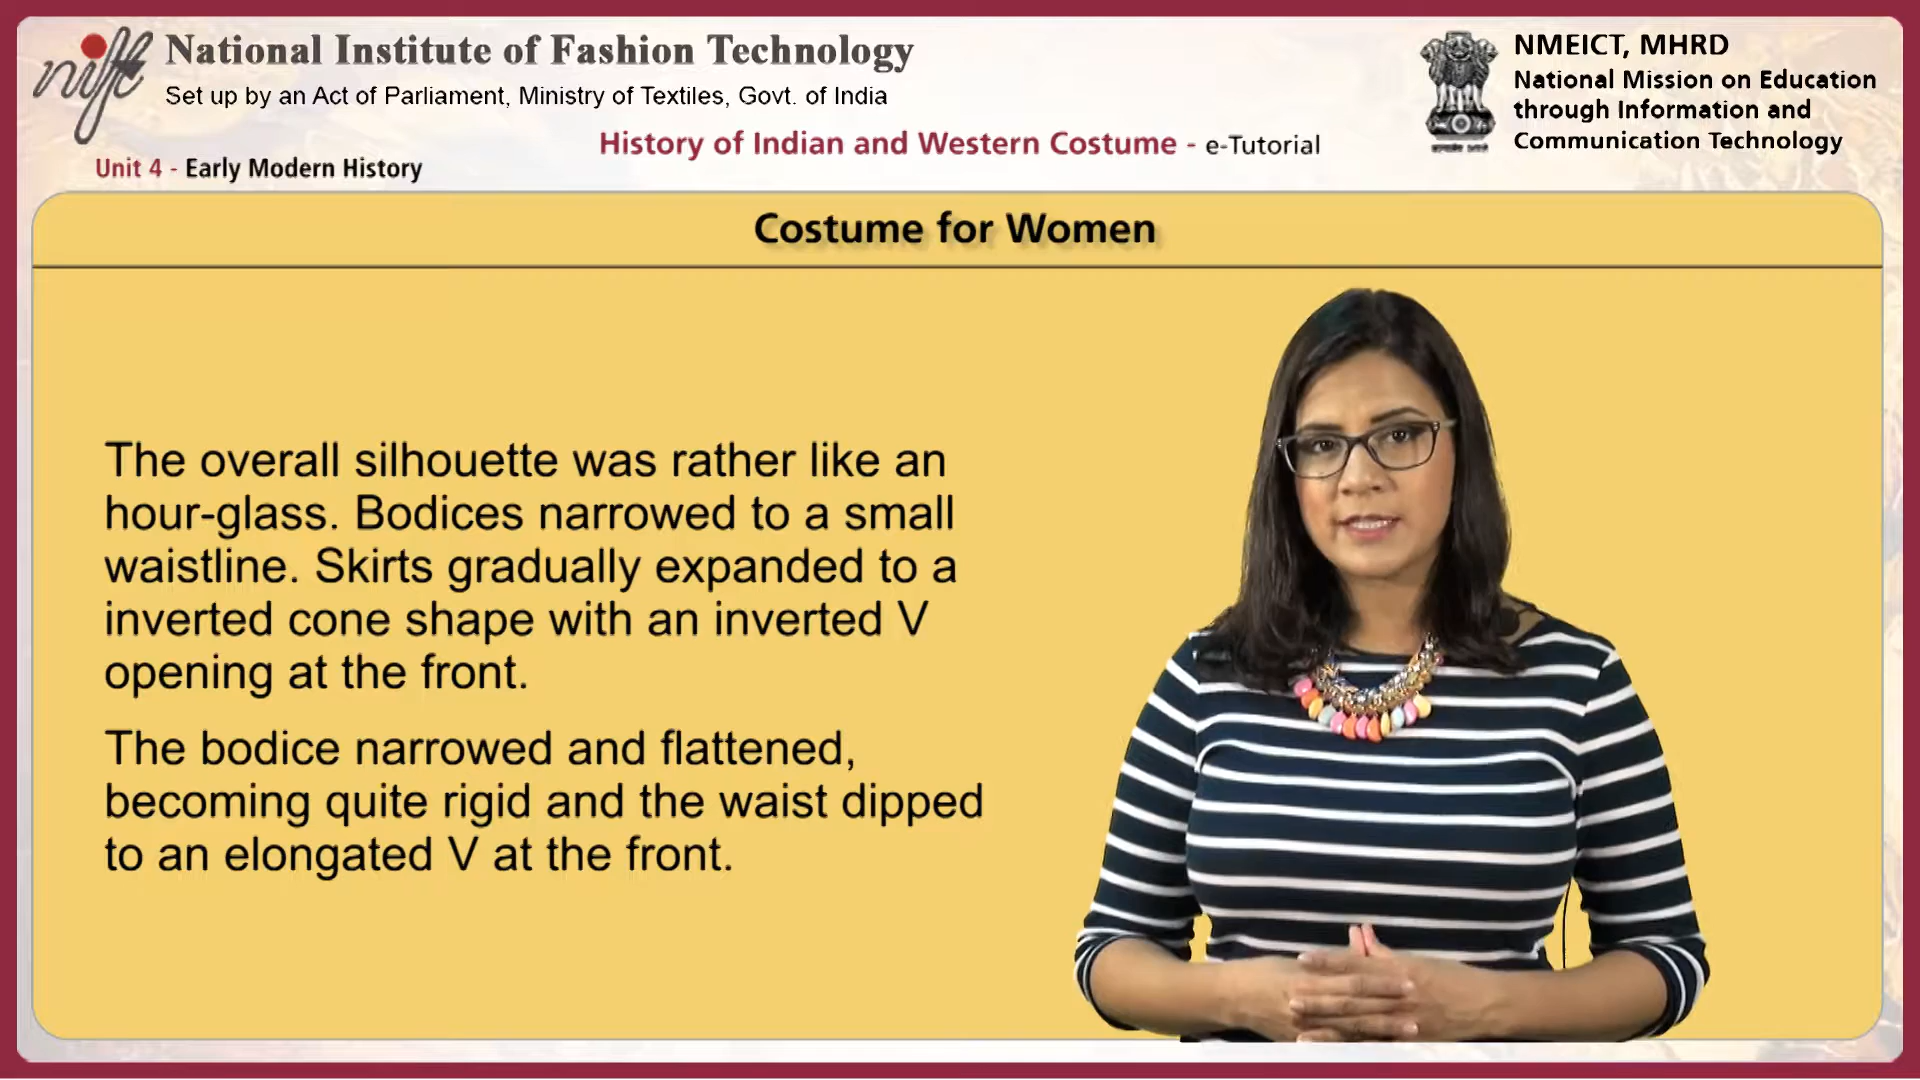 nift
National Institute of Fashion Technology
Set up by an Act of Parliament, Ministry of Textiles, Govt. of India
NMEICT, MHRD
National Mission on Education
through Information and
Communication Technology
History of Indian and Western Costume - e-Tutorial
Unit 4 - Early Modern History
Costume for Women
The overall silhouette was rather like an
hour-glass. Bodices narrowed to a small
waistline. Skirts gradually expanded to a
inverted cone shape with an inverted V
opening at the front.
The bodice narrowed and flattened,
becoming quite rigid and the waist dipped
to an elongated V at the front.